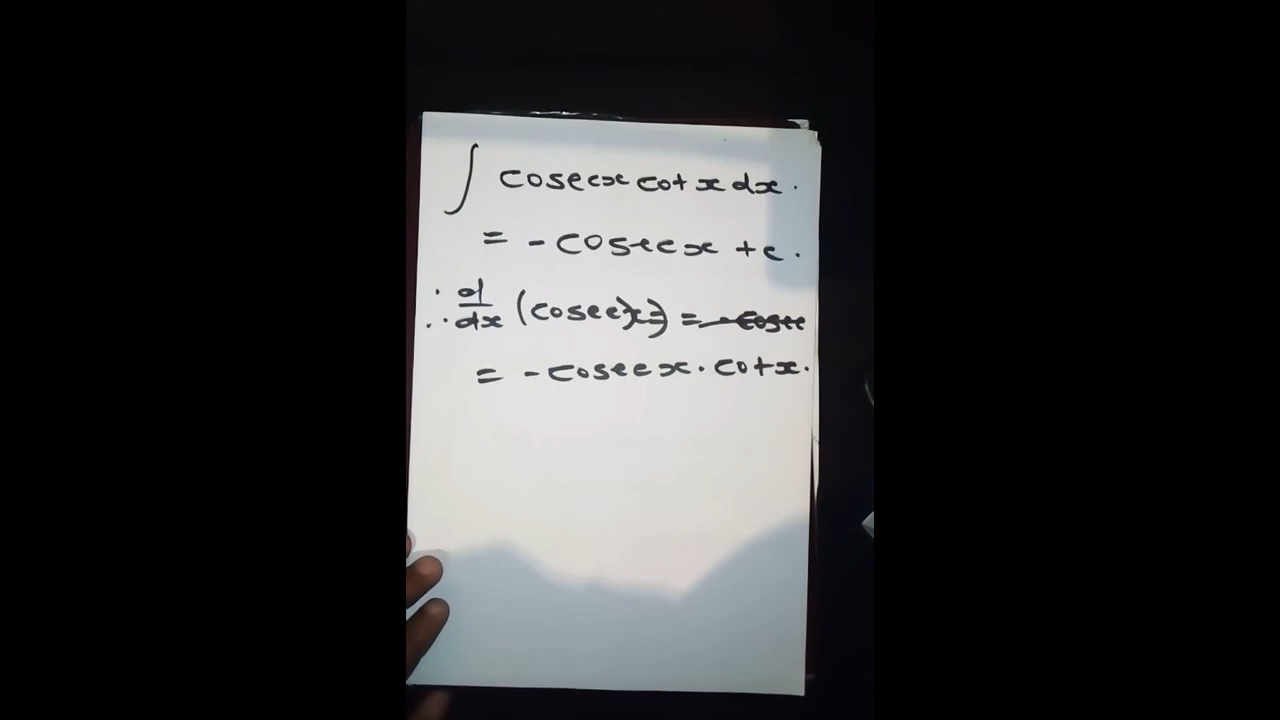 ∫ cosecx cotx dx.
= -cosecx + c.
∴ d/dx (cosecx) =
= -cosecx . cotx.